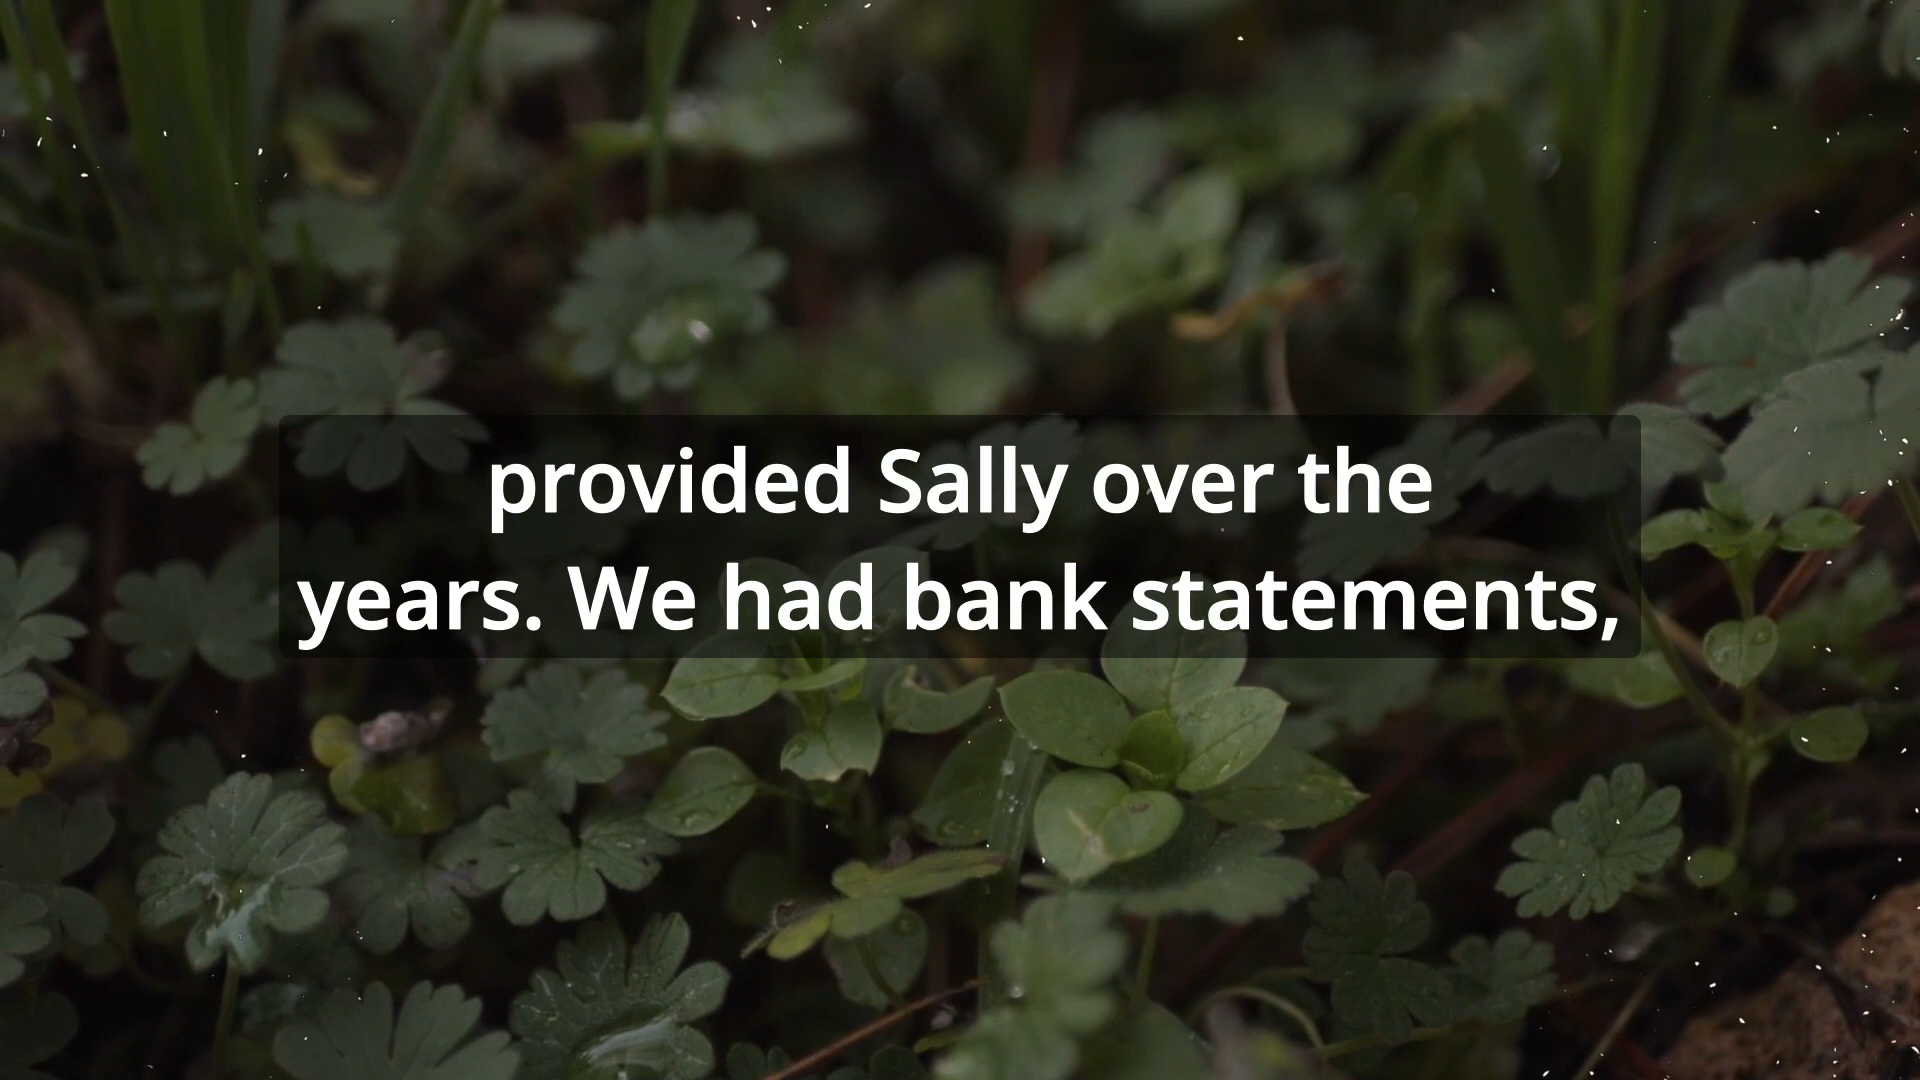 provided Sally over the
years. We had bank statements,